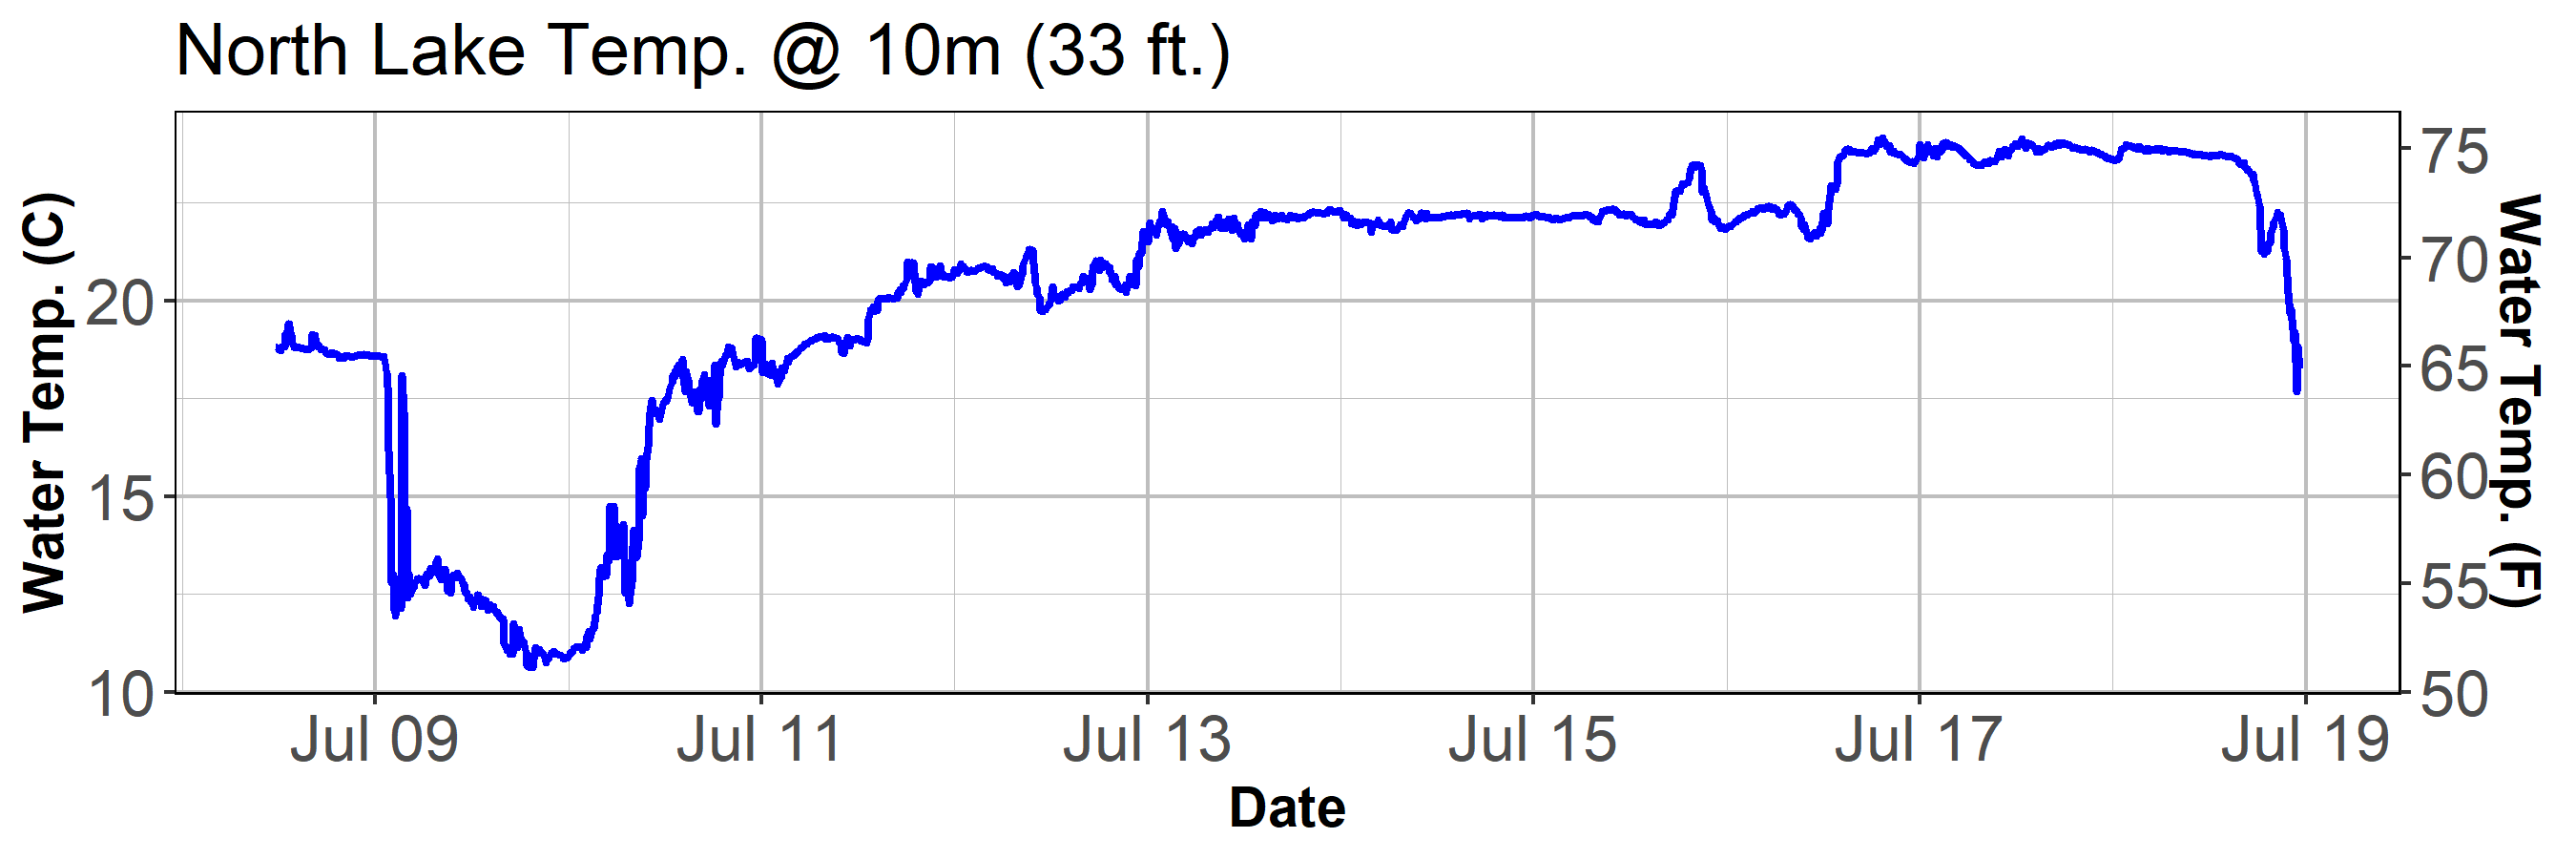 North Lake Temp. @ 10m (33 ft.)
Water Temp. (C)
20
15
10
75
70
65
60
55
50
Water Temp. (F)
Jul 09 Jul 11 Jul 13 Jul 15 Jul 17 Jul 19
Date